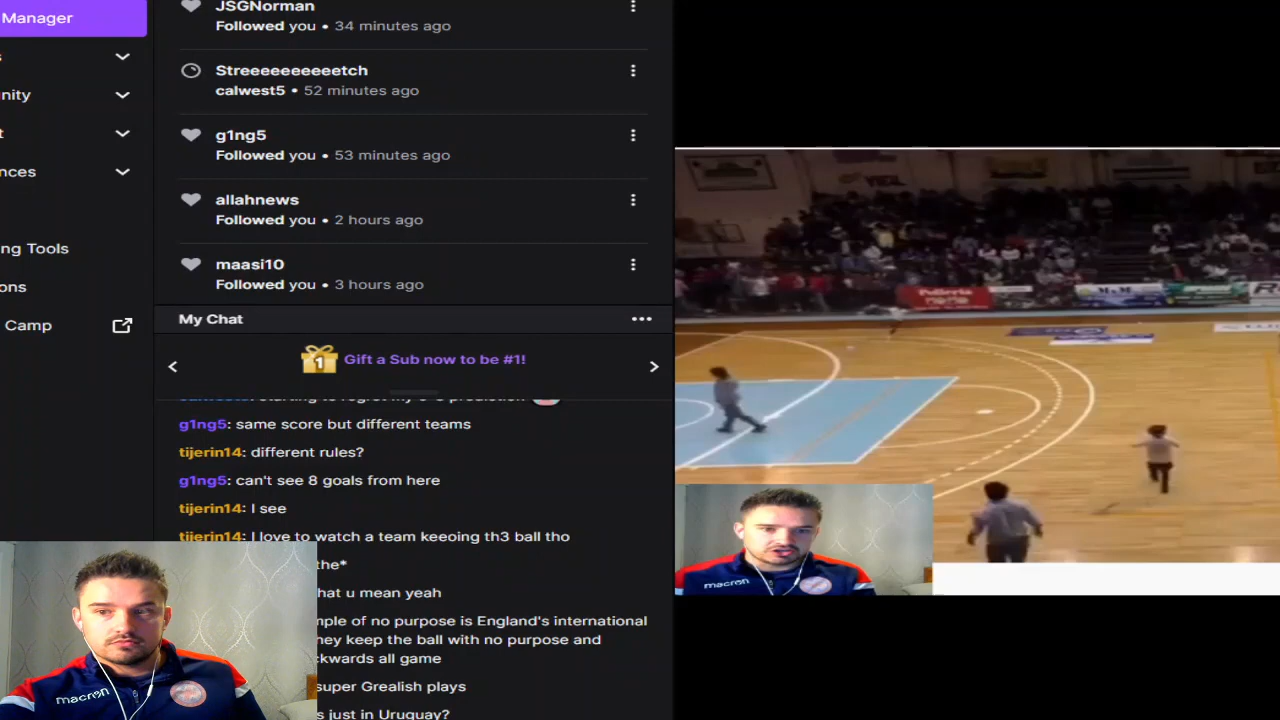 Manager
s
nity
t
nces
ng Tools
ons
Camp
JSGNorman
Followed you • 34 minutes ago
Streeeeeeeeeetch
calwest5 • 52 minutes ago
g1ng5
Followed you • 53 minutes ago
allahnews
Followed you • 2 hours ago
maasi10
Followed you • 3 hours ago
My Chat
1 Gift a Sub now to be #1!
g1ng5: same score but different teams
tijerin14: different rules?
g1ng5: can't see 8 goals from here
tijerin14: I see
tijerin14: I love to watch a team keeoing th3 ball tho
the*
hat u mean yeah
mple of no purpose is England's international
hey keep the ball with no purpose and
ckwards all game
super Grealish plays
s just in Uruguay?
macron
macron